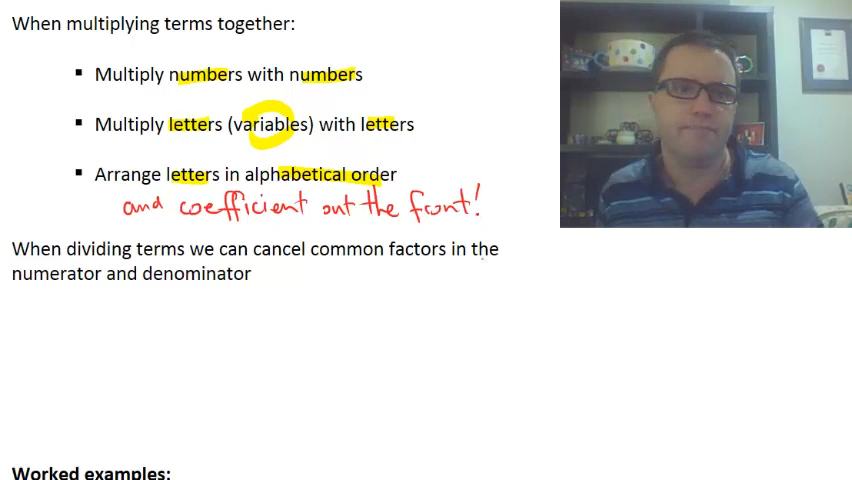 When multiplying terms together:
▪ Multiply numbers with numbers
▪ Multiply letters (variables) with letters
▪ Arrange letters in alphabetical order
and coefficient out the front!
When dividing terms we can cancel common factors in the
numerator and denominator
Worked examples: